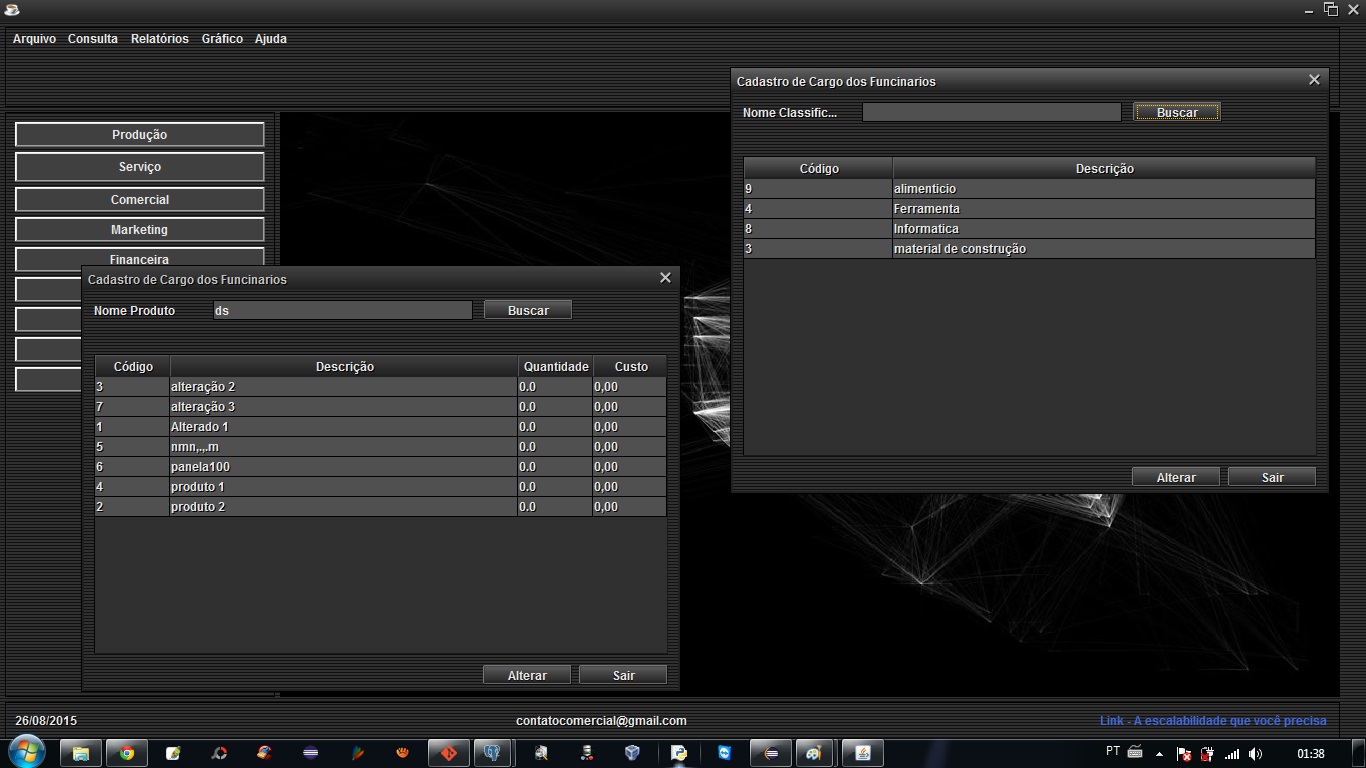 Arquivo Consulta Relatórios Gráfico Ajuda
Produção
Serviço
Comercial
Marketing
Financeira
Cadastro de Cargo dos Funcinarios
Nome Classific... Buscar
Código Descrição
9 alimenticio
4 Ferramenta
8 Informatica
3 material de construção
Alterar Sair
Cadastro de Cargo dos Funcinarios
Nome Produto ds Buscar
Código Descrição Quantidade Custo
3 alteração 2 0.0 0,00
7 alteração 3 0.0 0,00
1 Alterado 1 0.0 0,00
5 nmn,.,.m 0.0 0,00
6 panela100 0.0 0,00
4 produto 1 0.0 0,00
2 produto 2 0.0 0,00
Alterar Sair
26/08/2015 contatocomercial@gmail.com Link - A escalabilidade que você precisa
PT 01:38